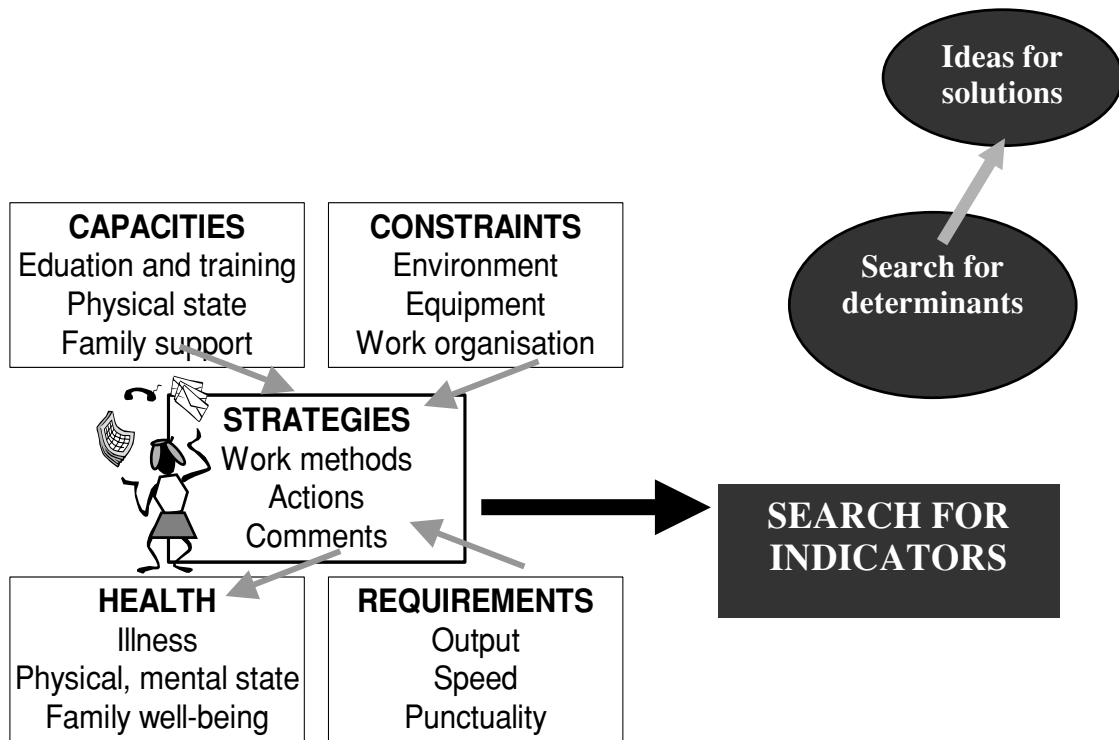 Ideas for
solutions
Search for
determinants
CAPACITIES
Eduation and training
Physical state
Family support
CONSTRAINTS
Environment
Equipment
Work organisation
STRATEGIES
Work methods
Actions
Comments
SEARCH FOR
INDICATORS
HEALTH
Illness
Physical, mental state
Family well-being
REQUIREMENTS
Output
Speed
Punctuality